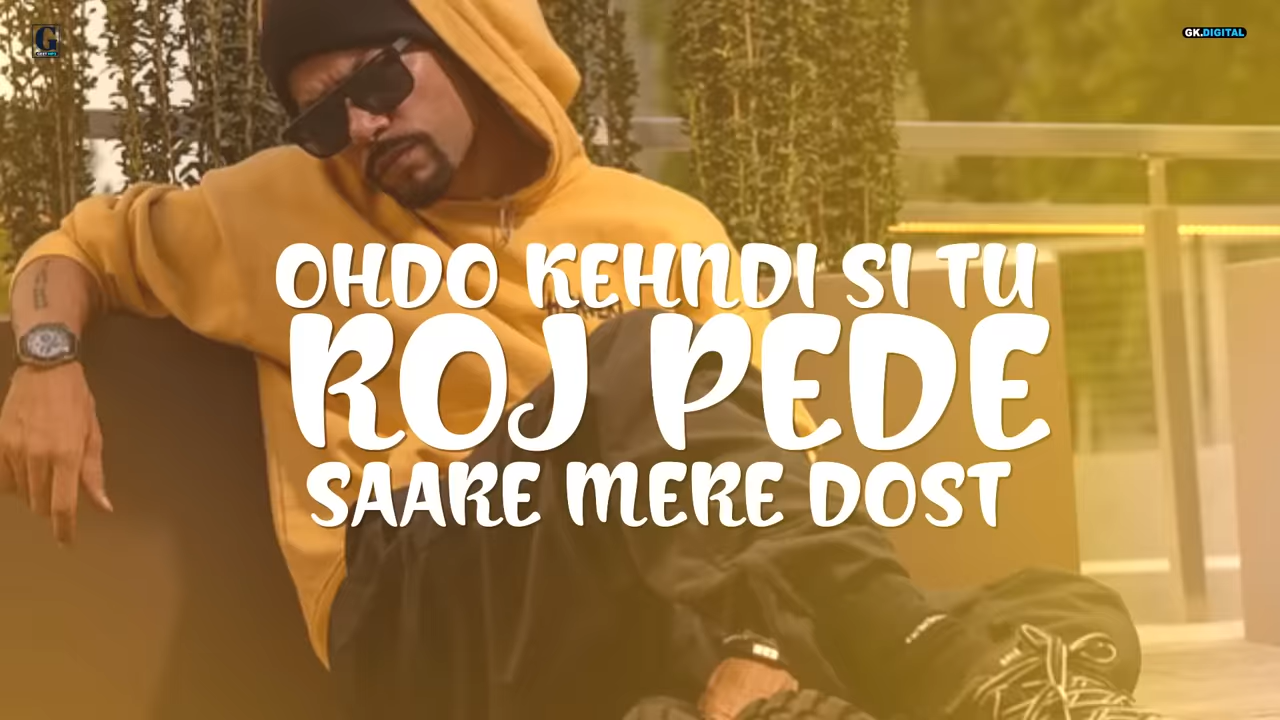 G
GK.DIGITAL
OHDO KEHNDI SI TU
ROJ PEDE
SAARE MERE DOST